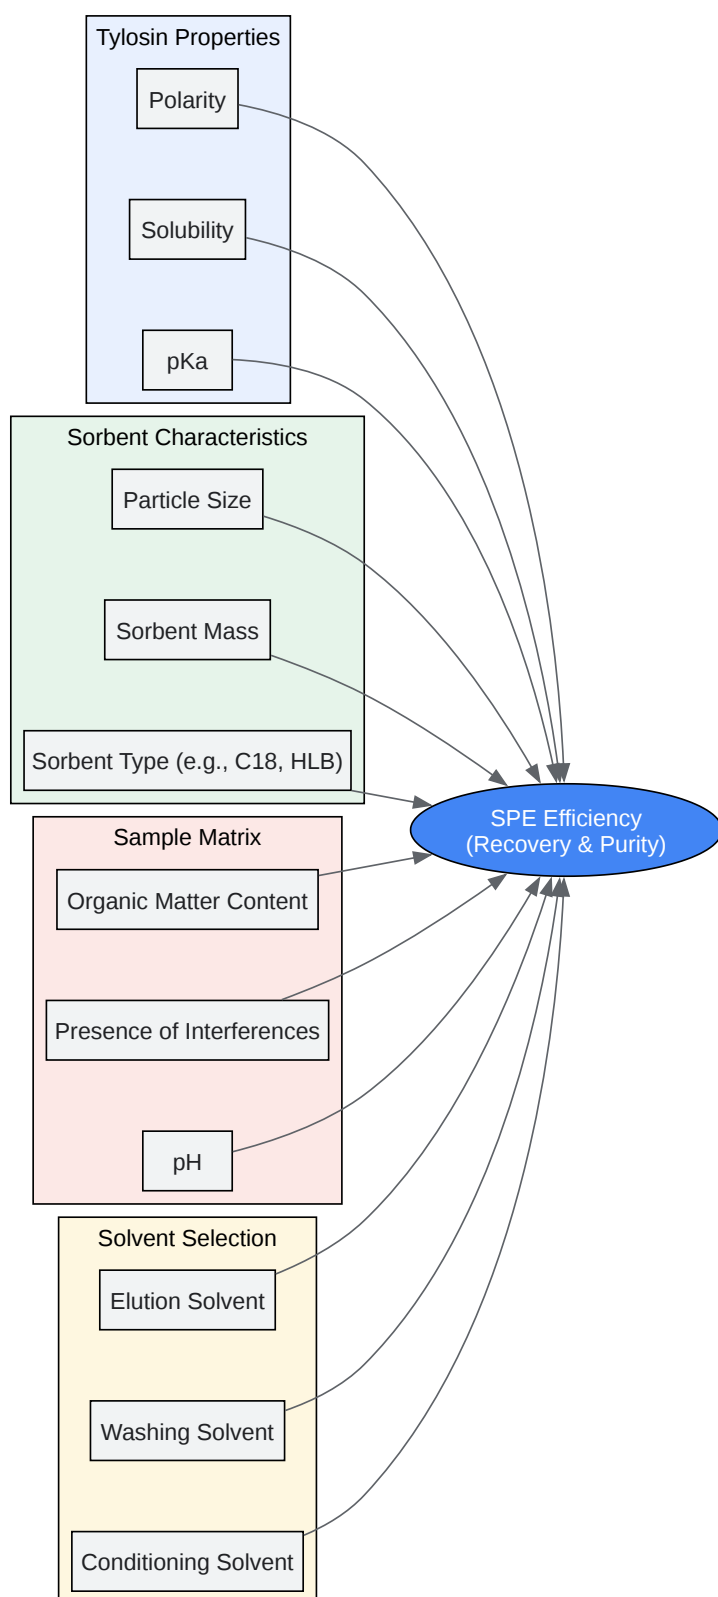 Tylosin Properties
Polarity
Solubility
pKa
Sorbent Characteristics
Particle Size
Sorbent Mass
Sorbent Type (e.g., C18, HLB)
SPE Efficiency
(Recovery & Purity)
Sample Matrix
Organic Matter Content
Presence of Interferences
pH
Solvent Selection
Elution Solvent
Washing Solvent
Conditioning Solvent